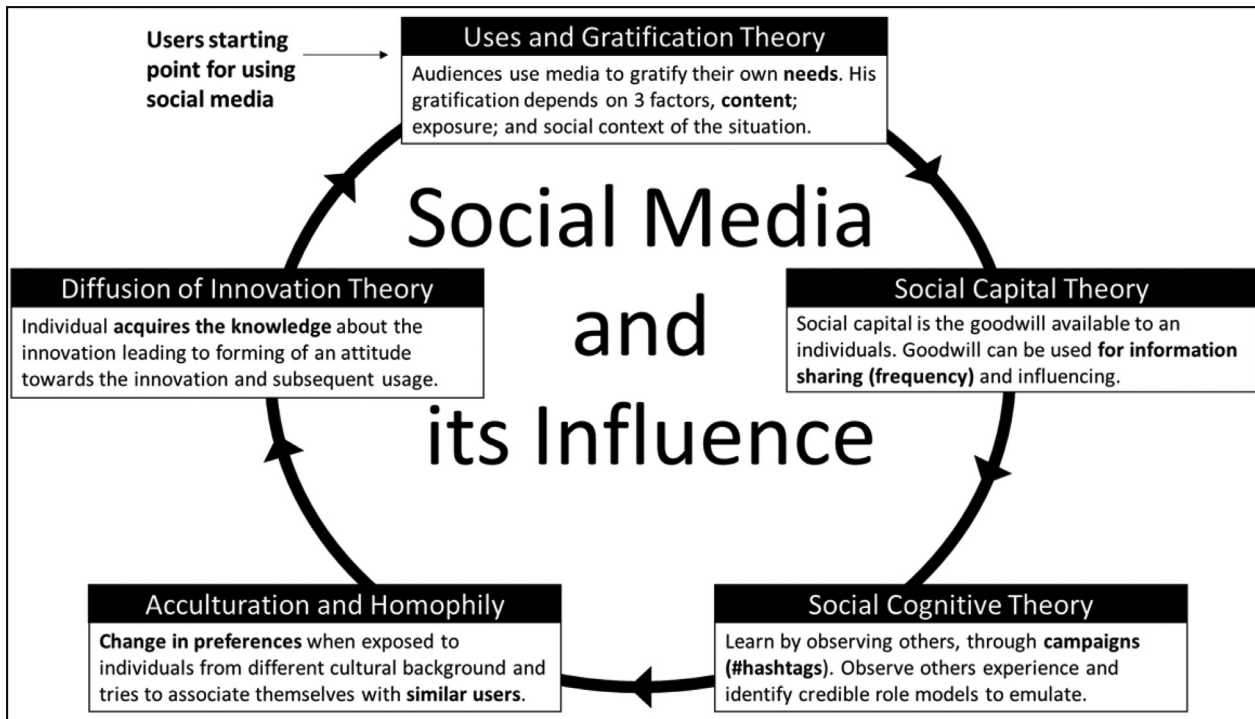 Users starting
point for using
social media
Uses and Gratification Theory
Audiences use media to gratify their own needs. His
gratification depends on 3 factors, content;
exposure; and social context of the situation.
Social Media
and
its Influence
Social Capital Theory
Social capital is the goodwill available to an
individuals. Goodwill can be used for information
sharing (frequency) and influencing.
Social Cognitive Theory
Learn by observing others, through campaigns
(#hashtags). Observe others experience and
identify credible role models to emulate.
Acculturation and Homophily
Change in preferences when exposed to
individuals from different cultural background and
tries to associate themselves with similar users.
Diffusion of Innovation Theory
Individual acquires the knowledge about the
innovation leading to forming of an attitude
towards the innovation and subsequent usage.